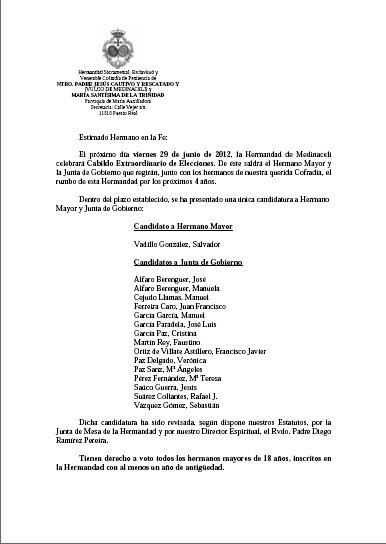 Hermandad Sacramental, Esclavitud y
Venerable Cofradía de Penitencia de
NTRO. PADRE JESÚS CAUTIVO Y RESCATADO Y
(VULGO DE MEDINACELI) y
MARÍA SANTÍSIMA DE LA TRINIDAD
Parroquia de María Auxiliadora
Secretaría: Calle Vejer s/n
11510 Puerto Real
Estimado Hermano en la Fe:
El próximo día viernes 29 de junio de 2012, la Hermandad de Medinaceli
celebrará Cabildo Extraordinario de Elecciones. De éste saldrá el Hermano Mayor y
la Junta de Gobierno que regirán, junto con los hermanos de nuestra querida Cofradía, el
rumbo de esta Hermandad por los próximos 4 años.
Dentro del plazo establecido, se ha presentado una única candidatura a Hermano
Mayor y Junta de Gobierno:
Candidato a Hermano Mayor
Vadillo González, Salvador
Candidatos a Junta de Gobierno
Alfaro Berenguer, José
Alfaro Berenguer, Manuela
Cejudo Llamas, Manuel
Ferreira Caro, Juan Francisco
García García, Manuel
García Paradela, José Luis
García Paz, Cristina
Martín Rey, Faustino
Ortiz de Villate Astillero, Francisco Javier
Paz Delgado, Verónica
Paz Sanz, Mª Ángeles
Pérez Fernández, Mª Teresa
Saúco Guerra, Jesús
Suárez Collantes, Rafael J.
Vázquez Gómez, Sebastián
Dicha candidatura ha sido revisada, según dispone nuestros Estatutos, por la
Junta de Mesa de la Hermandad y por nuestro Director Espiritual, el Rvdo. Padre Diego
Ramírez Pereira.
Tienen derecho a voto todos los hermanos mayores de 18 años, inscritos en
la Hermandad con al menos un año de antigüedad.